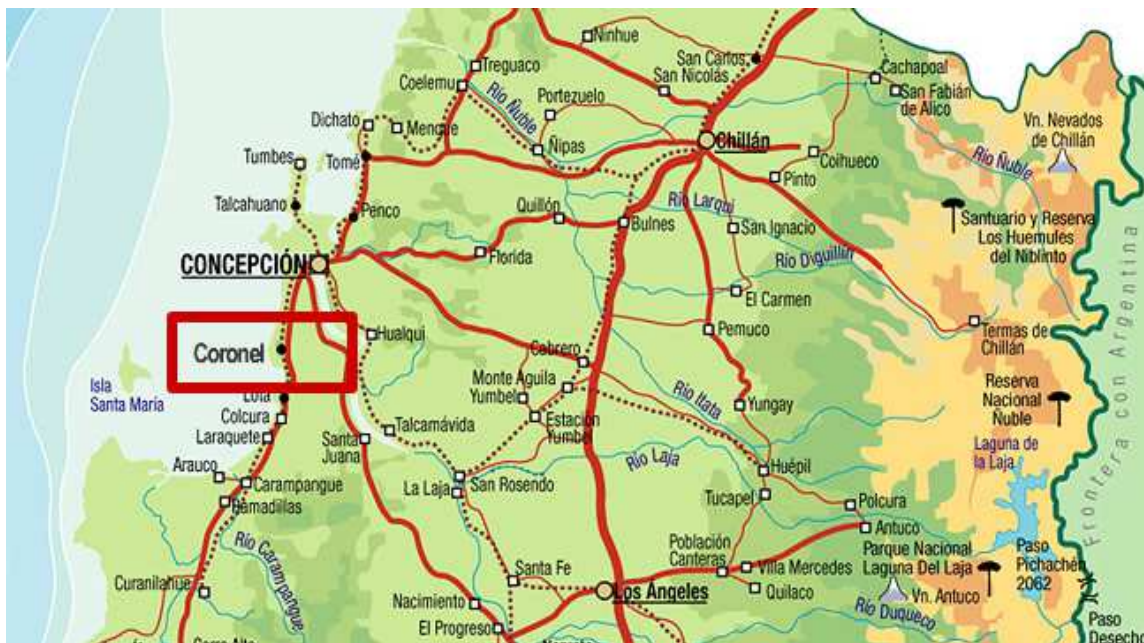 Ninhue
San Carlos
San Nicolás
Cachapoal
San Fabián
de Alico
Treguaco
Coelemu
Portezuelo
Río Ñuble
Vn. Nevados
de Chillán
Dichato
Mengue
Ñipas
Chillán
Coihueco
Río Ñuble
Tumbes
Tomé
Pinto
Talcahuano
Penco
Quillón
Río Larqui
Bulnes
San Ignacio
Santuario y Reserva
Los Huemules
del Niblinto
CONCEPCIÓN
Florida
Río Diguillín
El Carmen
Hualqui
Pemuco
Termas de
Chillán
Coronel
Cabrero
Isla
Santa María
Lota
Monte Aguila
Yumbel
Río Itata
Yungay
Reserva
Nacional
Ñuble
Colcura
Laraquete
Talcamávida
Estación
Yumbel
Santa
Juana
Laguna de
la Laja
Arauco
Carampangue
Río Laja
Huépil
La Laja
San Rosendo
Tucapel
Polcura
Ramadillas
Antuco
Río Carampangue
Población
Canteras
Parque Nacional
Laguna Del Laja
Paso
Pichachén
2062
Curanilahue
Santa Fe
Villa Mercedes
Los Ángeles
Quilaco
Vn. Antuco
Nacimiento
Río Duqueco
El Progreso
Paso
Frontera con Argentina